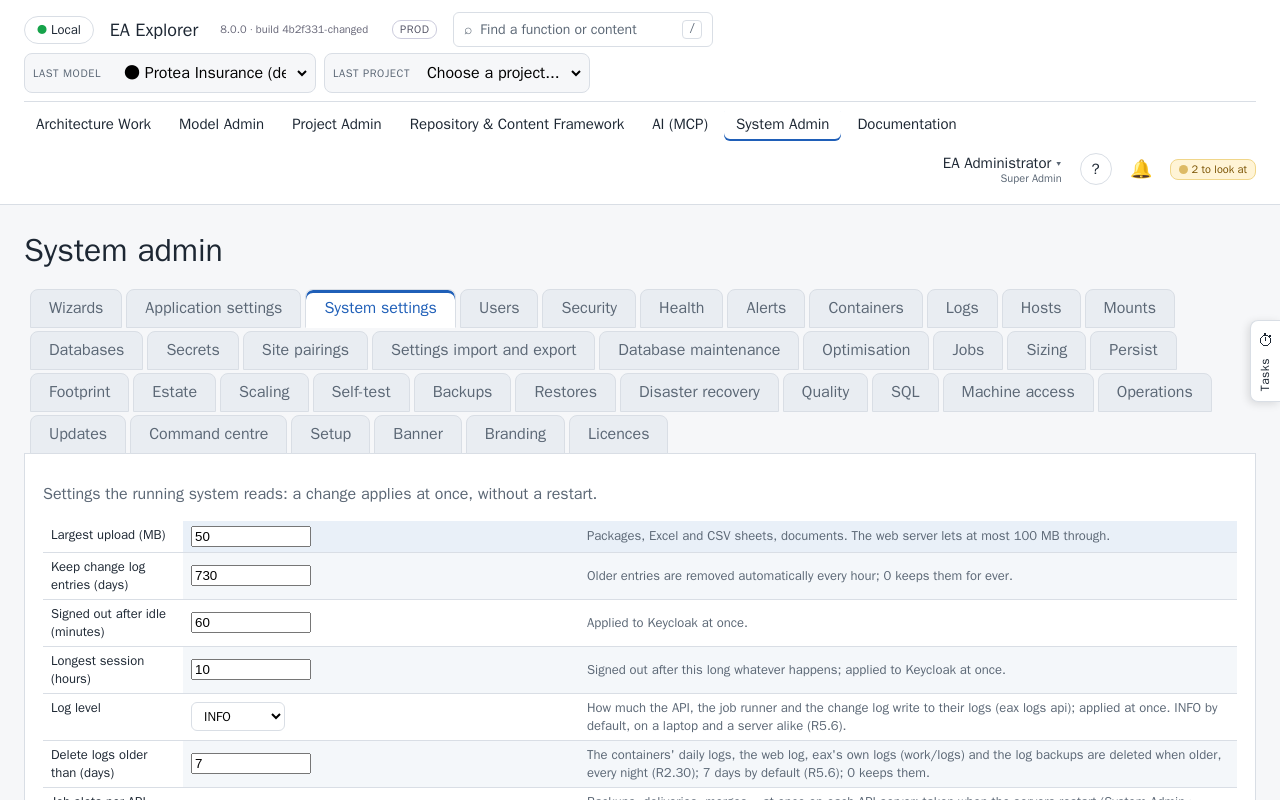 Local
EA Explorer
8.0.0 · build 4b2f331-changed
PROD
Find a function or content
/
LAST MODEL
Protea Insurance (de
LAST PROJECT
Choose a project...
Architecture Work
Model Admin
Project Admin
Repository & Content Framework
AI (MCP)
System Admin
Documentation
EA Administrator
Super Admin
?
2 to look at
System admin
Wizards
Application settings
System settings
Users
Security
Health
Alerts
Containers
Logs
Hosts
Mounts
Databases
Secrets
Site pairings
Settings import and export
Database maintenance
Optimisation
Jobs
Sizing
Persist
Footprint
Estate
Scaling
Self-test
Backups
Restores
Disaster recovery
Quality
SQL
Machine access
Operations
Updates
Command centre
Setup
Banner
Branding
Licences
Tasks
Settings the running system reads: a change applies at once, without a restart.
Largest upload (MB)
50
Packages, Excel and CSV sheets, documents. The web server lets at most 100 MB through.
Keep change log
entries (days)
730
Older entries are removed automatically every hour; 0 keeps them for ever.
Signed out after idle
(minutes)
60
Applied to Keycloak at once.
Longest session
(hours)
10
Signed out after this long whatever happens; applied to Keycloak at once.
Log level
INFO
How much the API, the job runner and the change log write to their logs (eax logs api); applied at once. INFO by
default, on a laptop and a server alike (R5.6).
Delete logs older
than (days)
7
The containers' daily logs, the web log, eax's own logs (work/logs) and the log backups are deleted when older,
every night (R2.30); 7 days by default (R5.6); 0 keeps them.